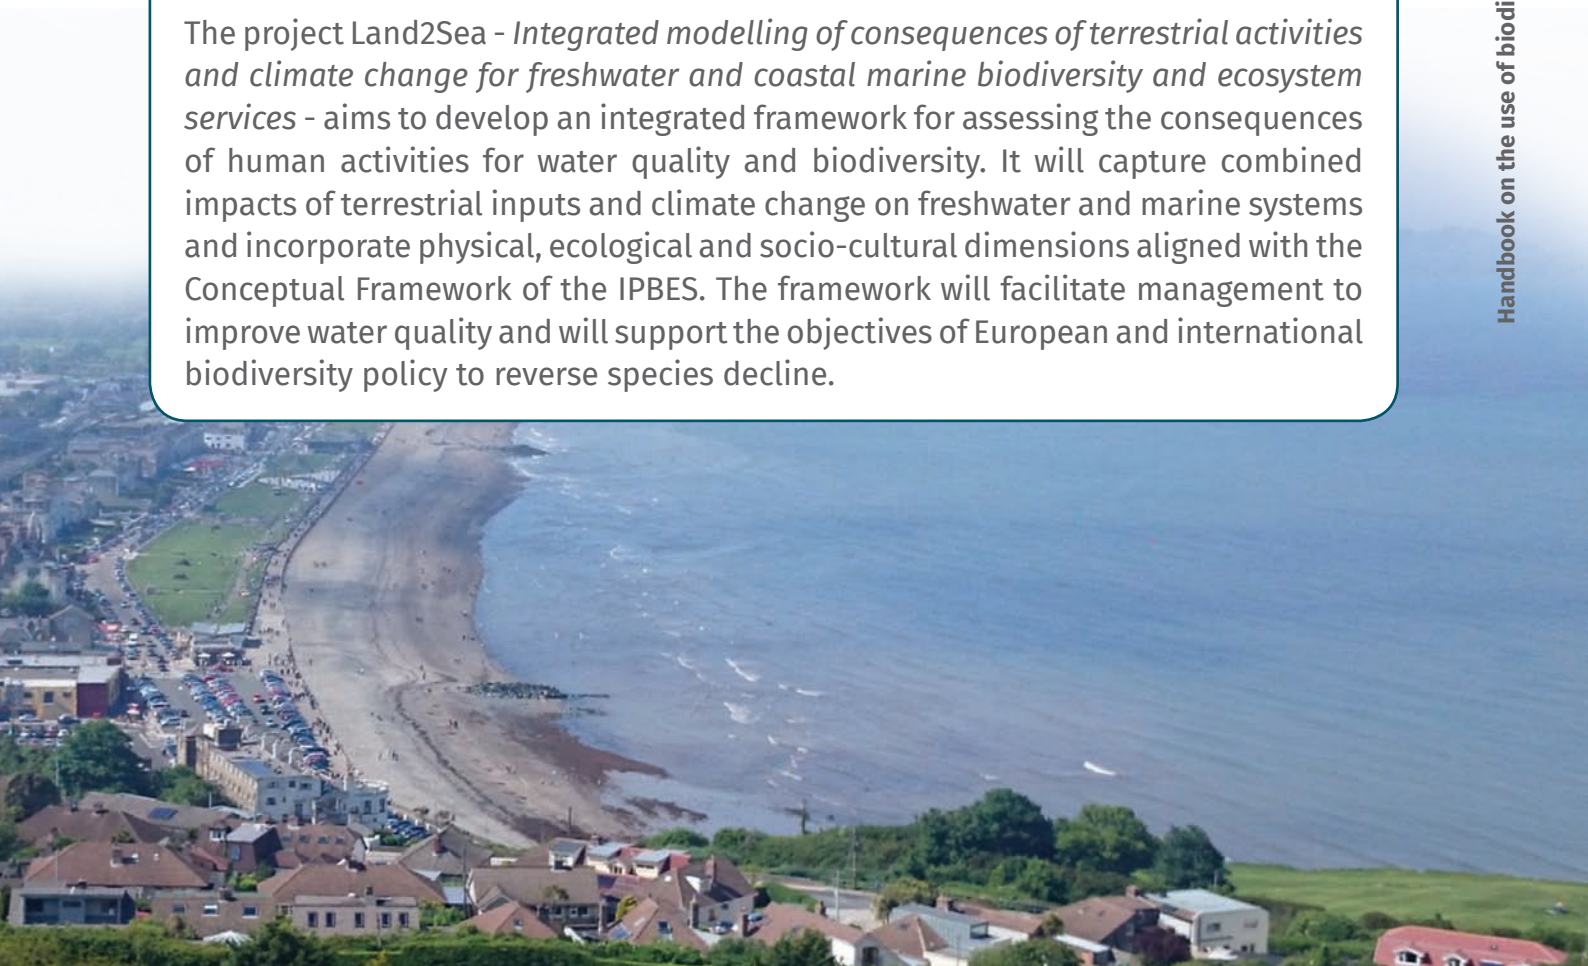 The project Land2Sea - Integrated modelling of consequences of terrestrial activities
and climate change for freshwater and coastal marine biodiversity and ecosystem
services - aims to develop an integrated framework for assessing the consequences
of human activities for water quality and biodiversity. It will capture combined
impacts of terrestrial inputs and climate change on freshwater and marine systems
and incorporate physical, ecological and socio-cultural dimensions aligned with the
Conceptual Framework of the IPBES. The framework will facilitate management to
improve water quality and will support the objectives of European and international
biodiversity policy to reverse species decline.
Handbook on the use of biodi